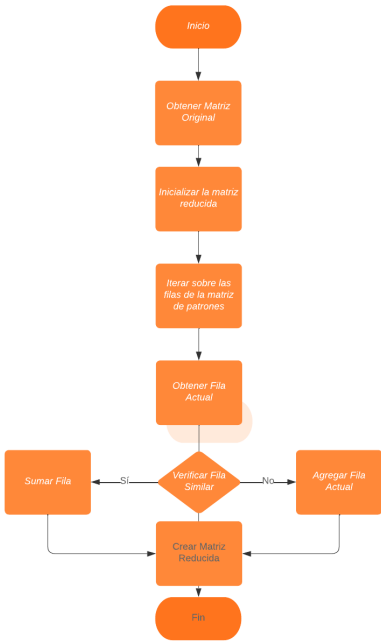 Inicio
Obtener Matriz
Original
Inicializar la matriz
reducida
Iterar sobre las
filas de la matriz
de patrones
Obtener Fila
Actual
Sumar Fila
Sí
Verificar Fila
Similar
No
Agregar Fila
Actual
Crear Matriz
Reducida
Fin